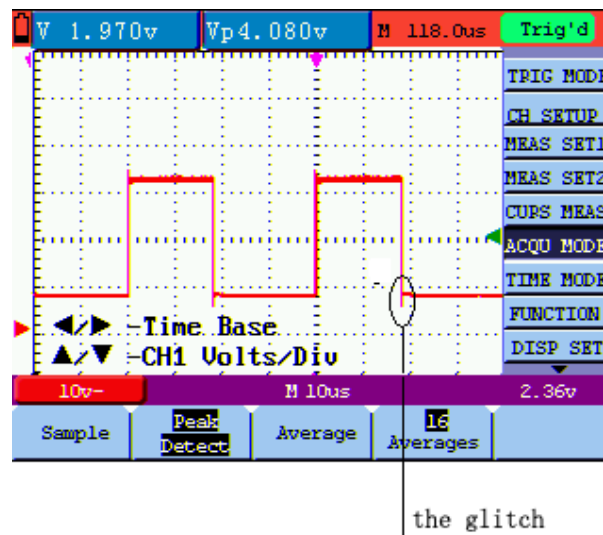 V 1.970v Vp4.080v M 118.0us Trig'd
TRIG MODE
CH SETUP
MEAS SET1
MEAS SET2
CURS MEAS
ACQU MODE
TIME MODE
FUNCTION
DISP SET
◄/► -Time Base
▲/▼ -CH1 Volts/Div
10v- M 10us 2.36v
Sample Peak Detect Average 16 Averages
the glitch